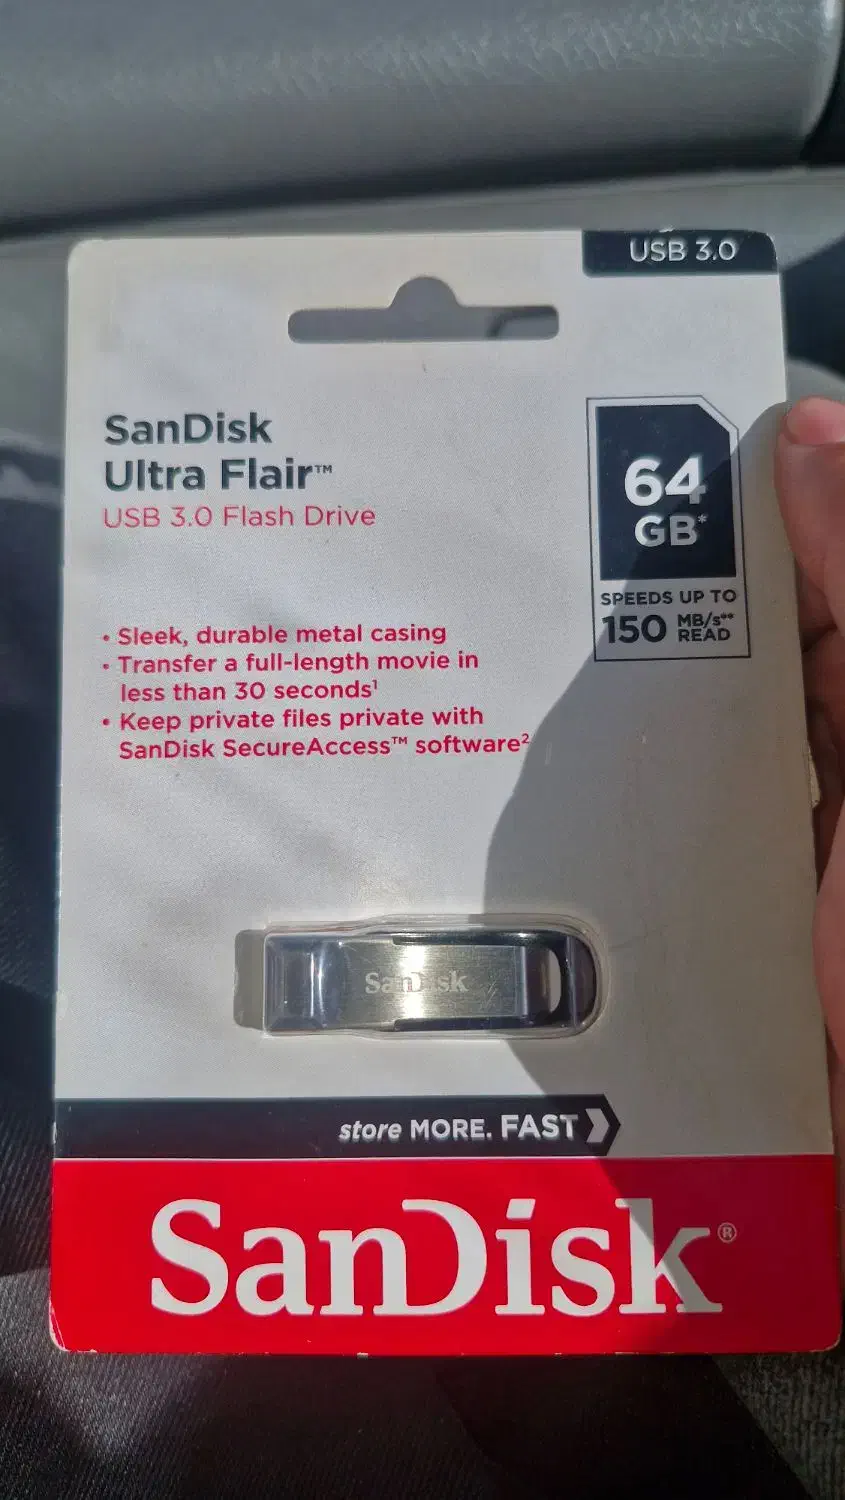 USB 3.0
SanDisk
Ultra Flair™
USB 3.0 Flash Drive
64
GB*
SPEEDS UP TO
150 MB/s** READ
• Sleek, durable metal casing
• Transfer a full-length movie in
less than 30 seconds¹
• Keep private files private with
SanDisk SecureAccess™ software²
SanDisk
store MORE. FAST
SanDisk®